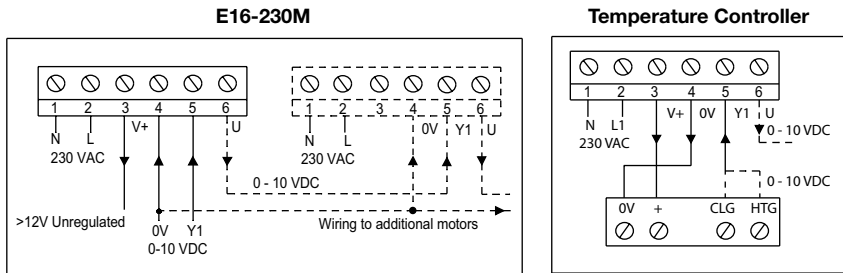 E16-230M
Temperature Controller
1 2 3 4 5 6
N L V+ U
230 VAC
>12V Unregulated
0V Y1
0-10 VDC
1 2 3 4 5 6
N L 0V Y1 U
230 VAC
0 - 10 VDC
Wiring to additional motors
1 2 3 4 5 6
N L1 V+ 0V Y1 U
230 VAC
0 - 10 VDC
0 - 10 VDC
0V + CLG HTG